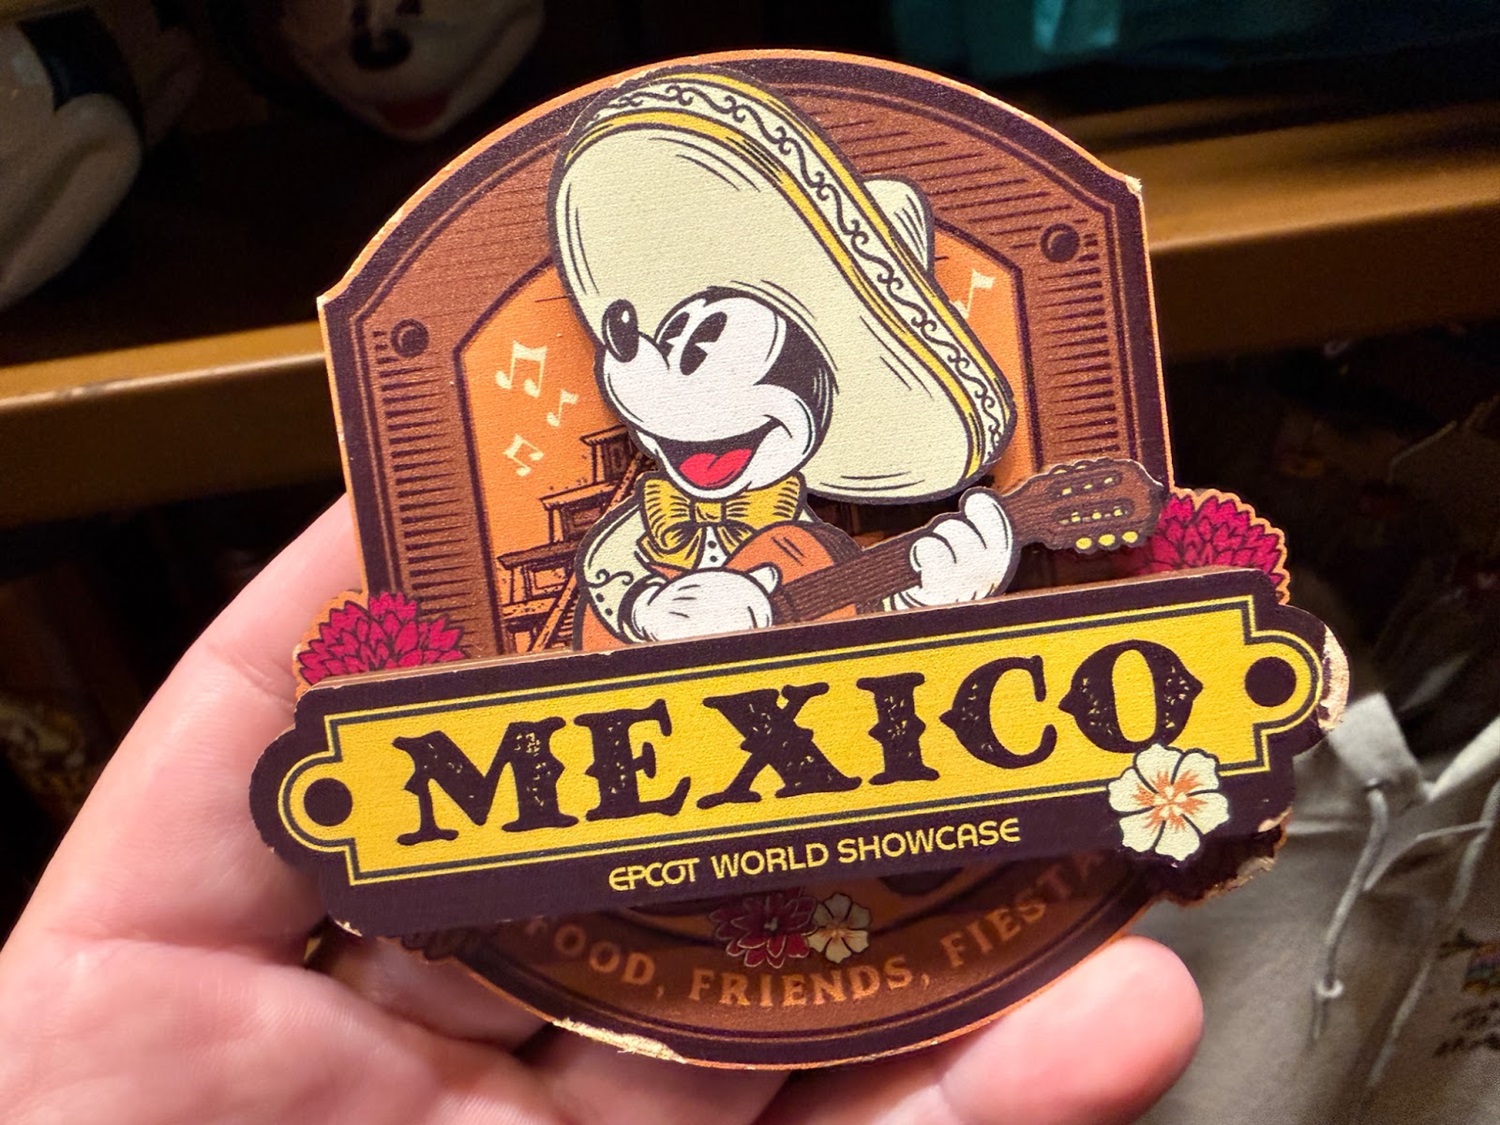 MEXICO
EPCOT WORLD SHOWCASE
FOOD, FRIENDS, FIESTA